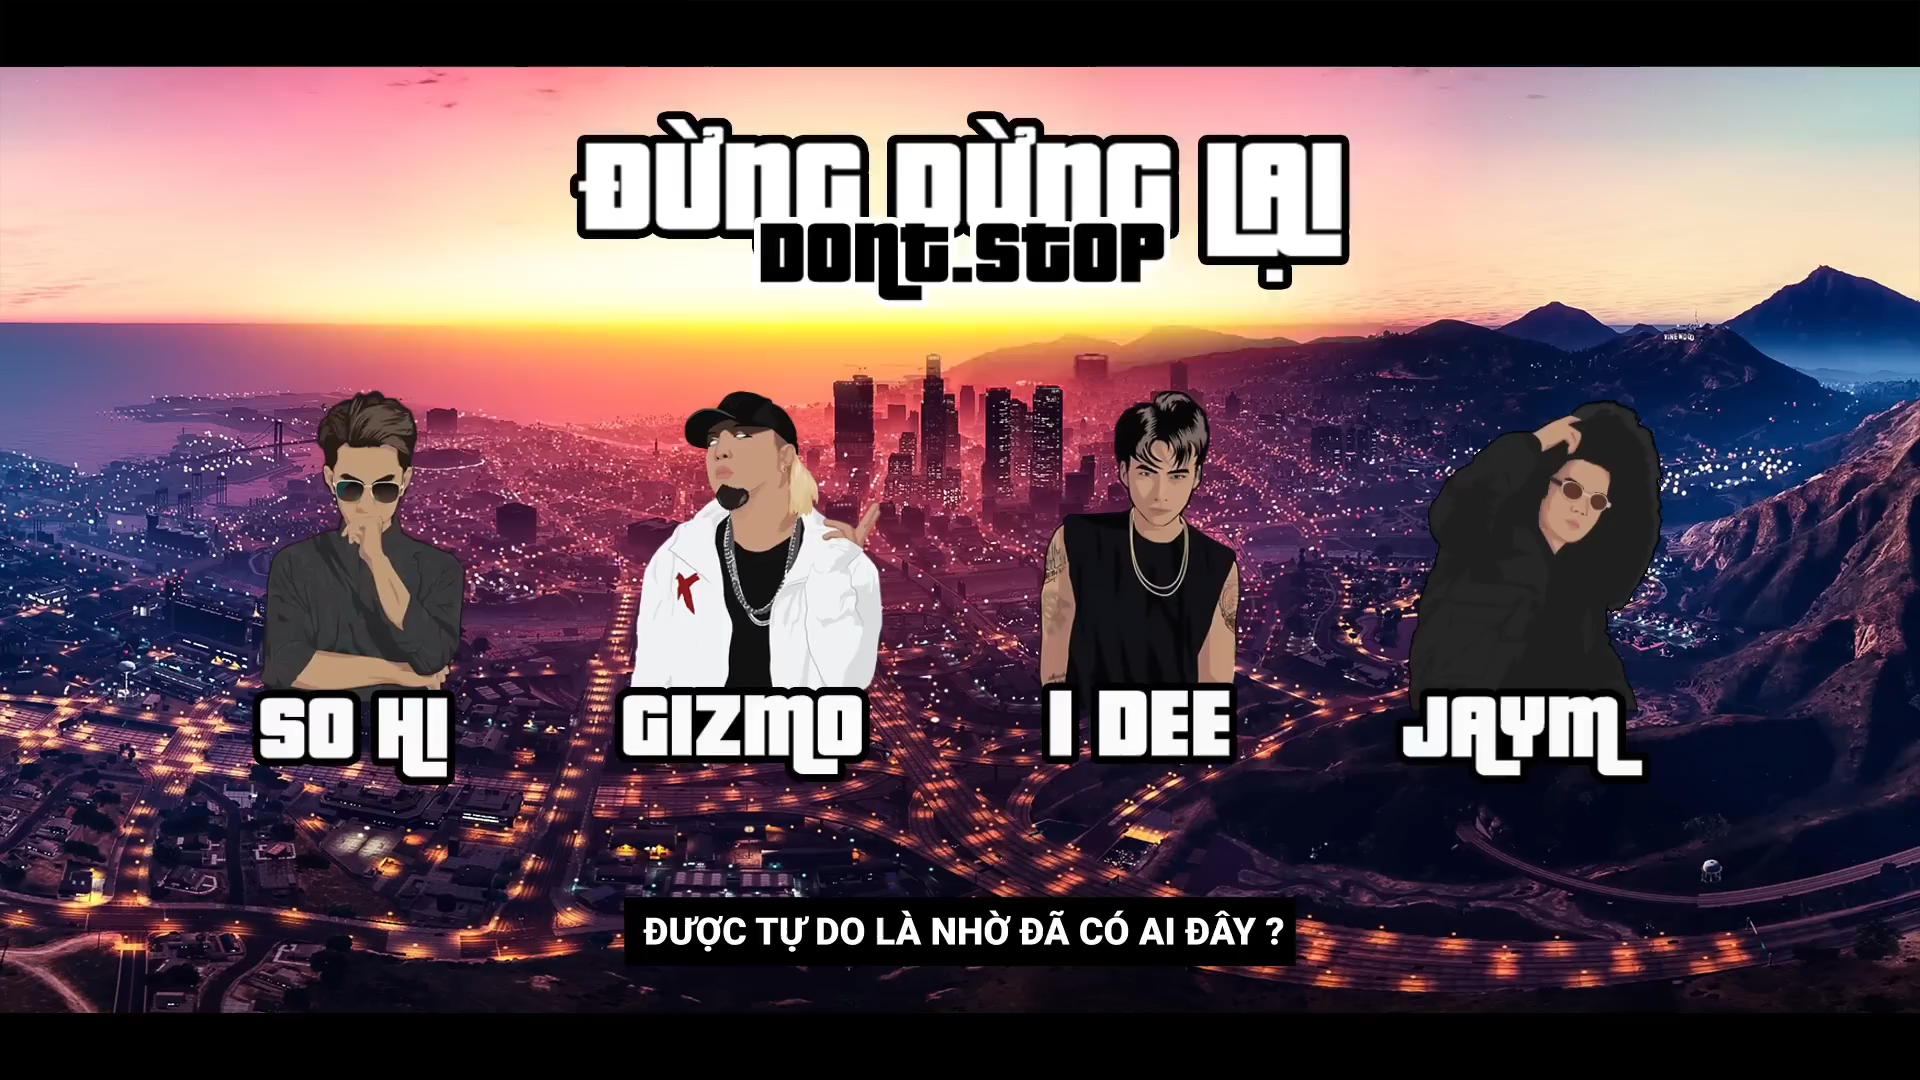 ĐỪNG DỪNG LẠI
DONT.STOP
VINEWOOD
SO HI
GIZMO
I DEE
JAYM
ĐƯỢC TỰ DO LÀ NHỜ ĐÃ CÓ AI ĐÂY ?